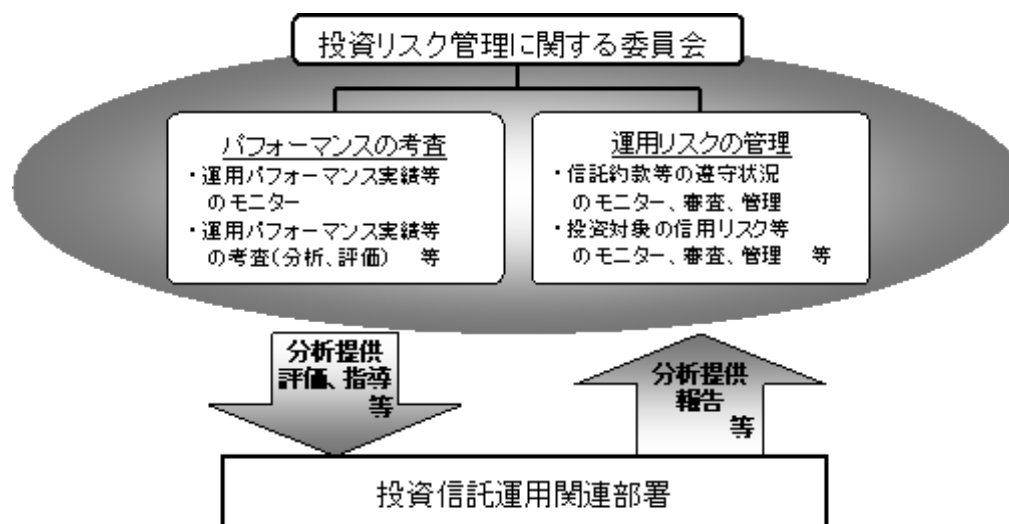 投資リスク管理に関する委員会
パフォーマンスの考査
・運用パフォーマンス実績等
のモニター
・運用パフォーマンス実績等
の考査(分析、評価) 等
運用リスクの管理
・信託約款等の遵守状況
のモニター、審査、管理
・投資対象の信用リスク等
のモニター、審査、管理 等
分析提供
評価、指導
等
分析提供
報告
等
投資信託運用関連部署